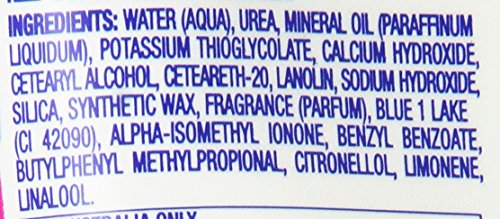 INGREDIENTS: WATER (AQUA), UREA, MINERAL OIL (PARAFFINUM
LIQUIDUM), POTASSIUM THIOGLYCOLATE, CALCIUM HYDROXIDE,
CETEARYL ALCOHOL, CETEARETH-20, LANOLIN, SODIUM HYDROXIDE,
SILICA, SYNTHETIC WAX, FRAGRANCE (PARFUM), BLUE 1 LAKE
(CI 42090), ALPHA-ISOMETHYL IONONE, BENZYL BENZOATE,
BUTYLPHENYL METHYLPROPIONAL, CITRONELLOL, LIMONENE,
LINALOOL.
AUSTRALIA ONLY